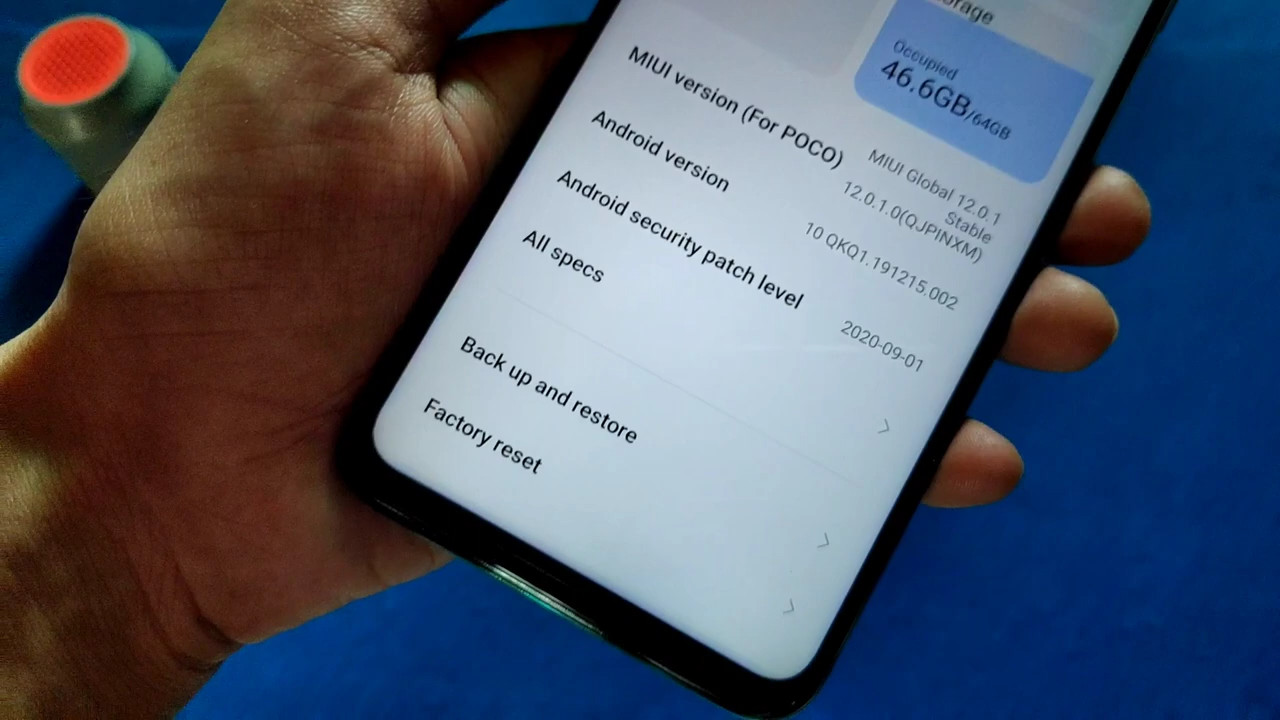 Storage
Occupied
46.6GB/64GB
MIUI version (For POCO)
MIUI Global 12.0.1
Stable
12.0.1.0(QJPINXM)
Android version
10 QKQ1.191215.002
Android security patch level
2020-09-01
All specs
Back up and restore
Factory reset